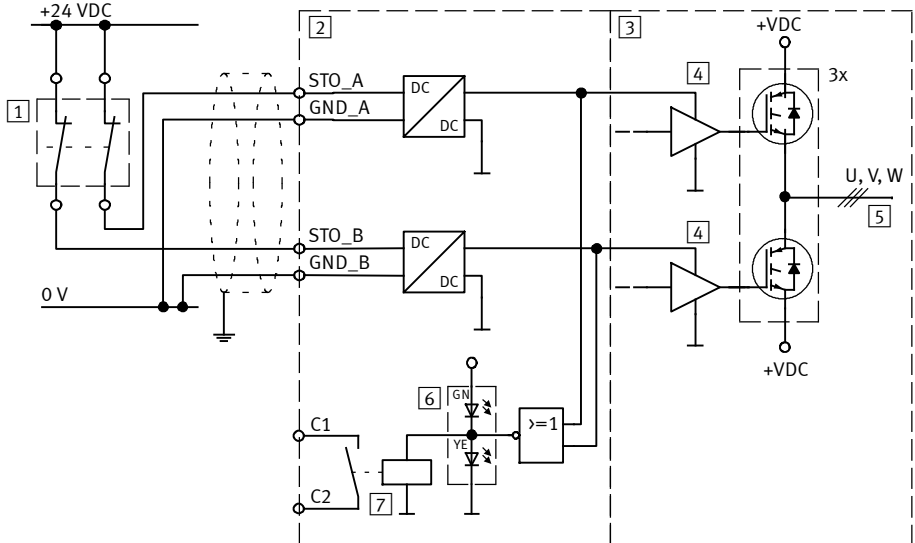 +24 VDC
2
3
+VDC
1
STO_A
GND_A
DC
DC
4
3x
U, V, W
5
STO_B
GND_B
DC
DC
4
0 V
+VDC
6
GN
YE
>=1
C1
C2
7